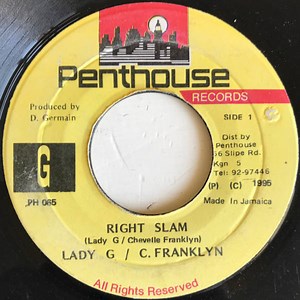 Penthouse
RECORDS
Produced by
D. Germain
SIDE 1
G
Dist by
Penthouse
56 Slipe Rd.
Kgn 5
Tel: 92-97446
(P) (C) 1995
Made In Jamaica
PH 065
RIGHT SLAM
(Lady G / Chevelle Franklyn)
LADY G / C. FRANKLYN
All Rights Reserved